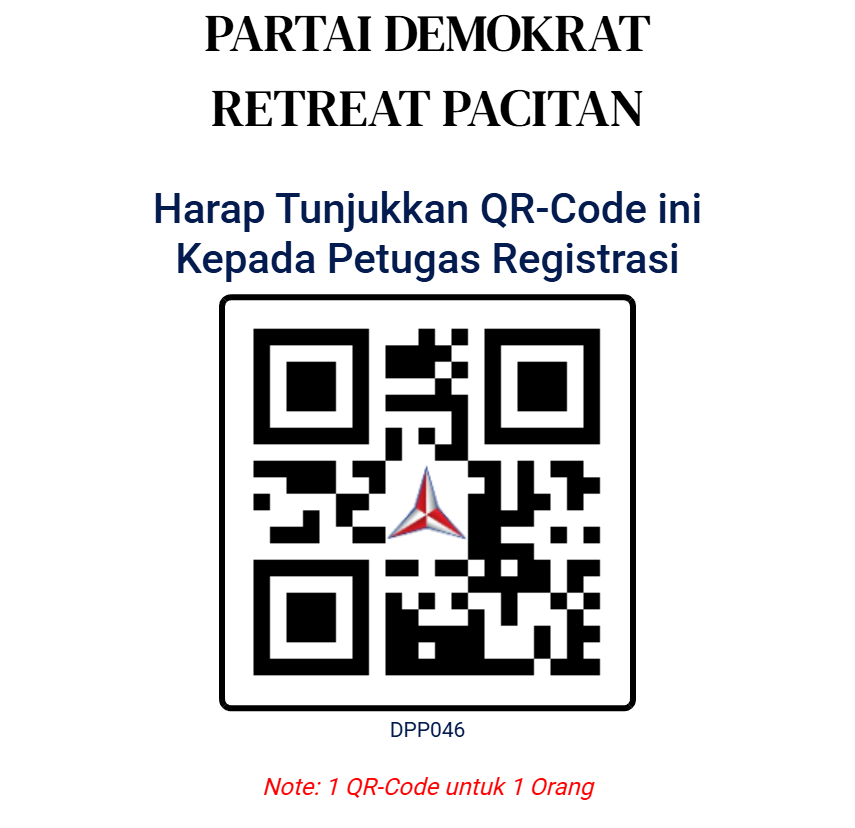 PARTAI DEMOKRAT
RETREAT PACITAN
Harap Tunjukkan QR-Code ini
Kepada Petugas Registrasi
DPP046
Note: 1 QR-Code untuk 1 Orang